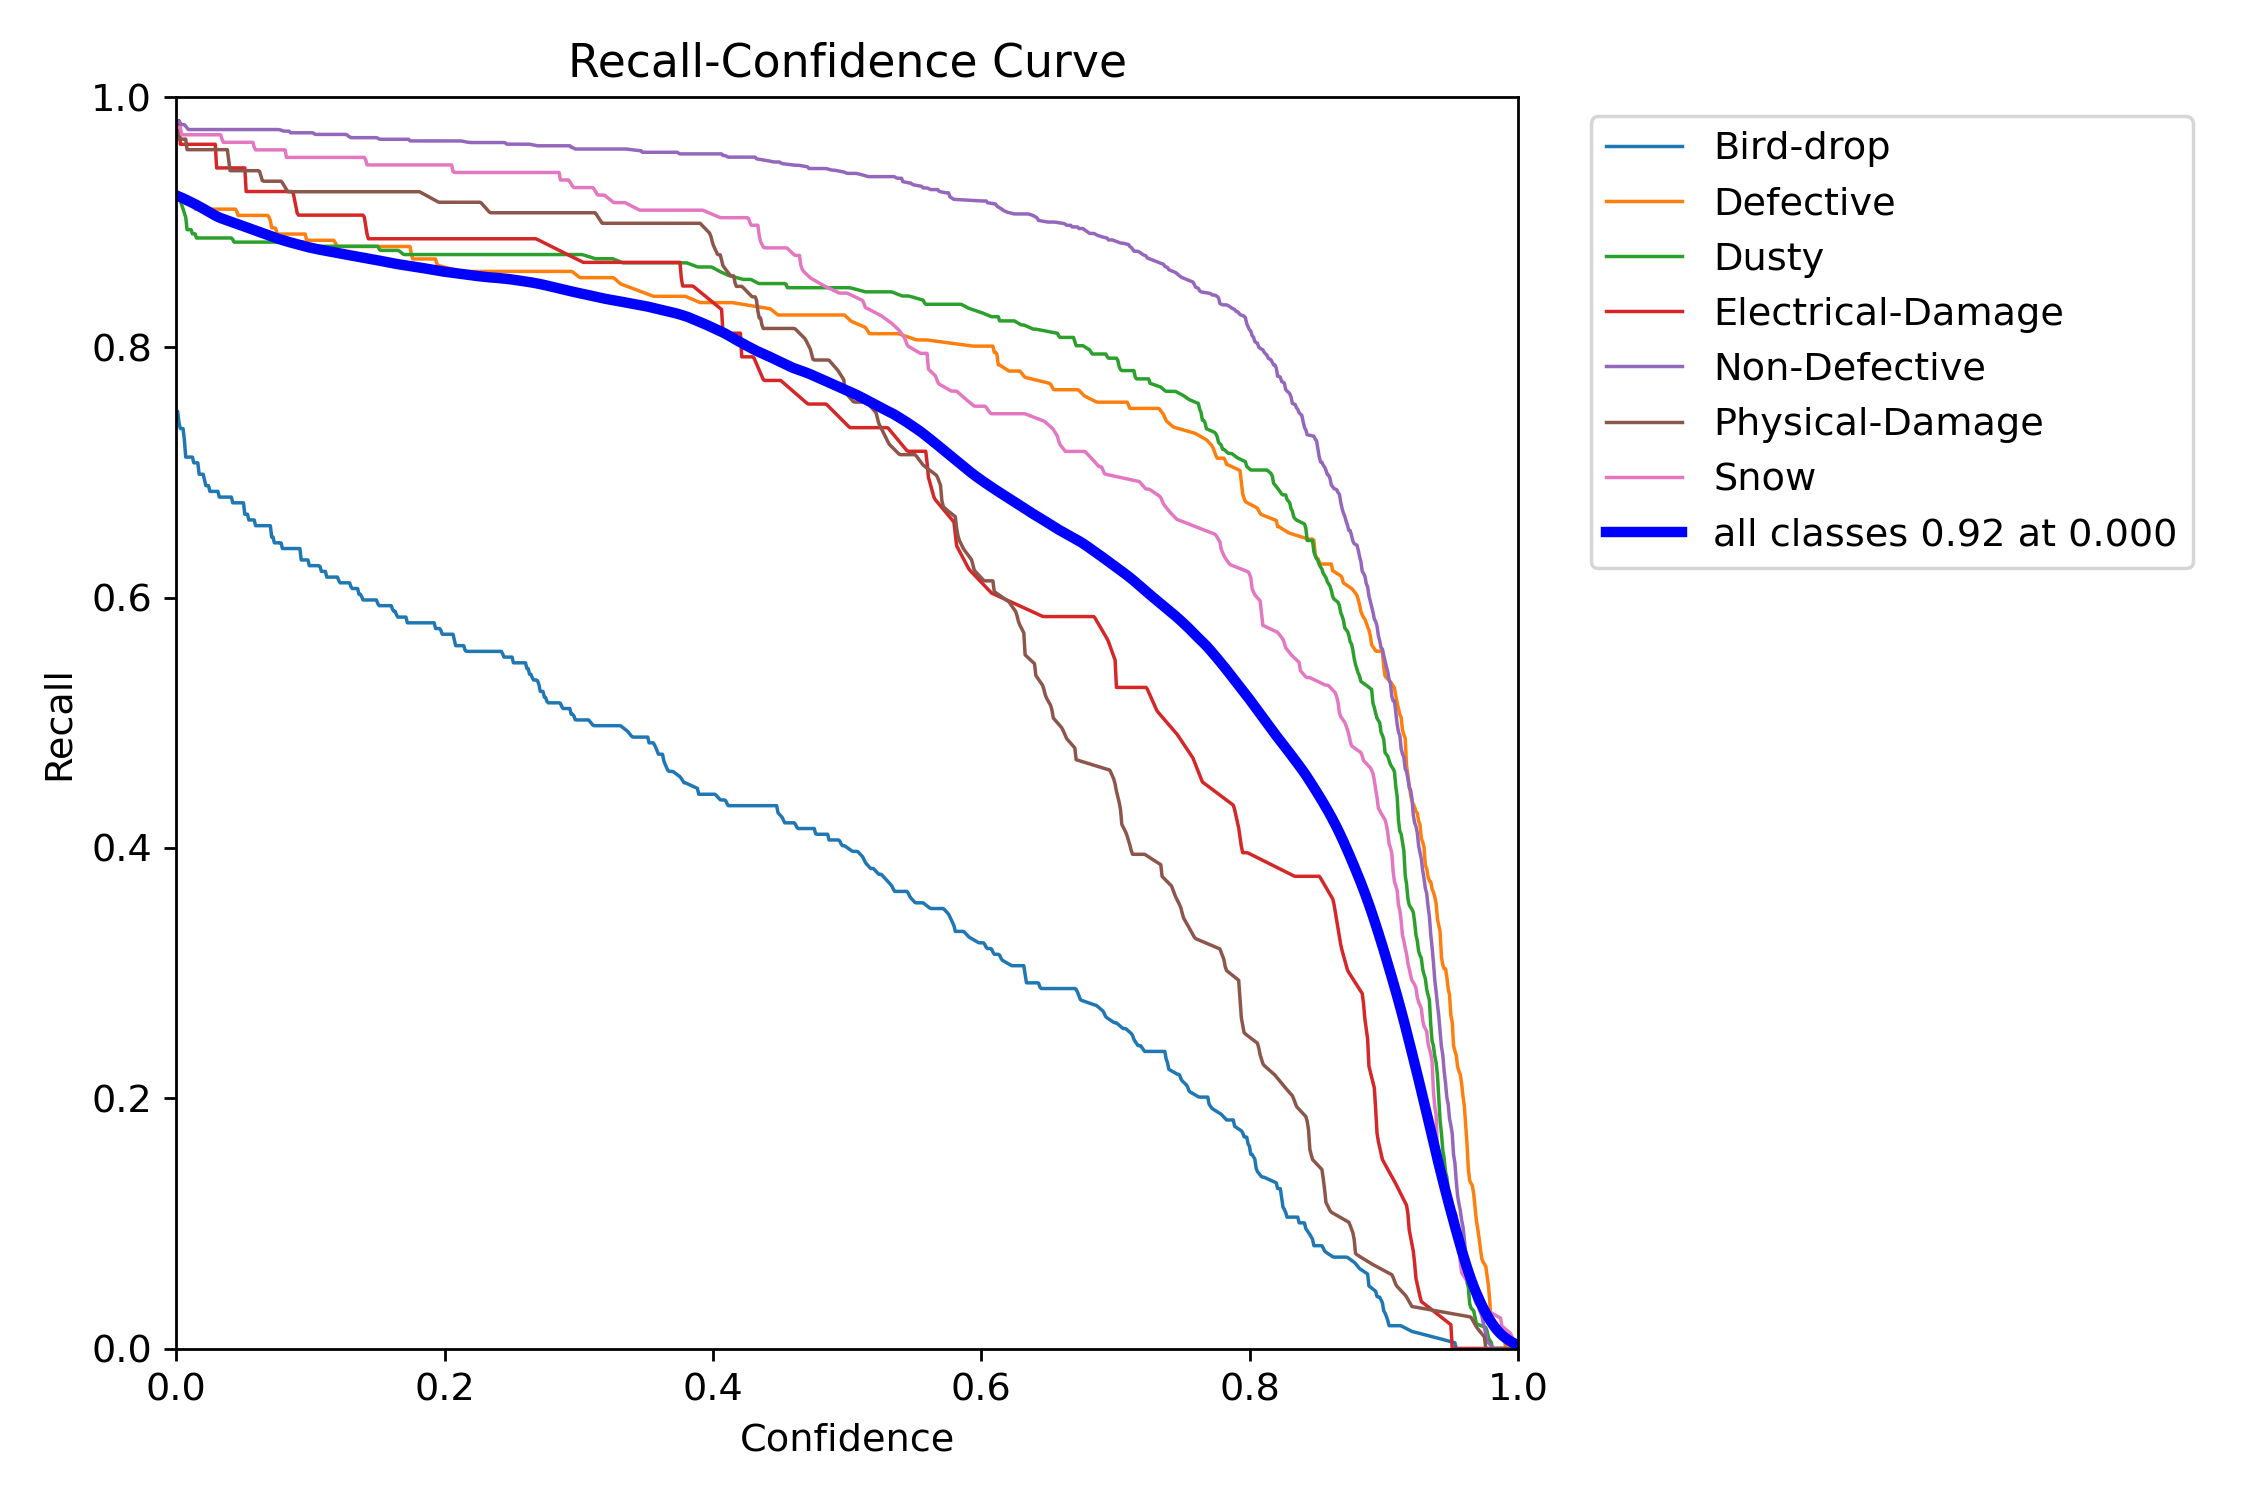 Recall-Confidence Curve
1.0
0.8
0.6
0.4
0.2
0.0
Recall
0.0 0.2 0.4 0.6 0.8 1.0
Confidence
Bird-drop
Defective
Dusty
Electrical-Damage
Non-Defective
Physical-Damage
Snow
all classes 0.92 at 0.000